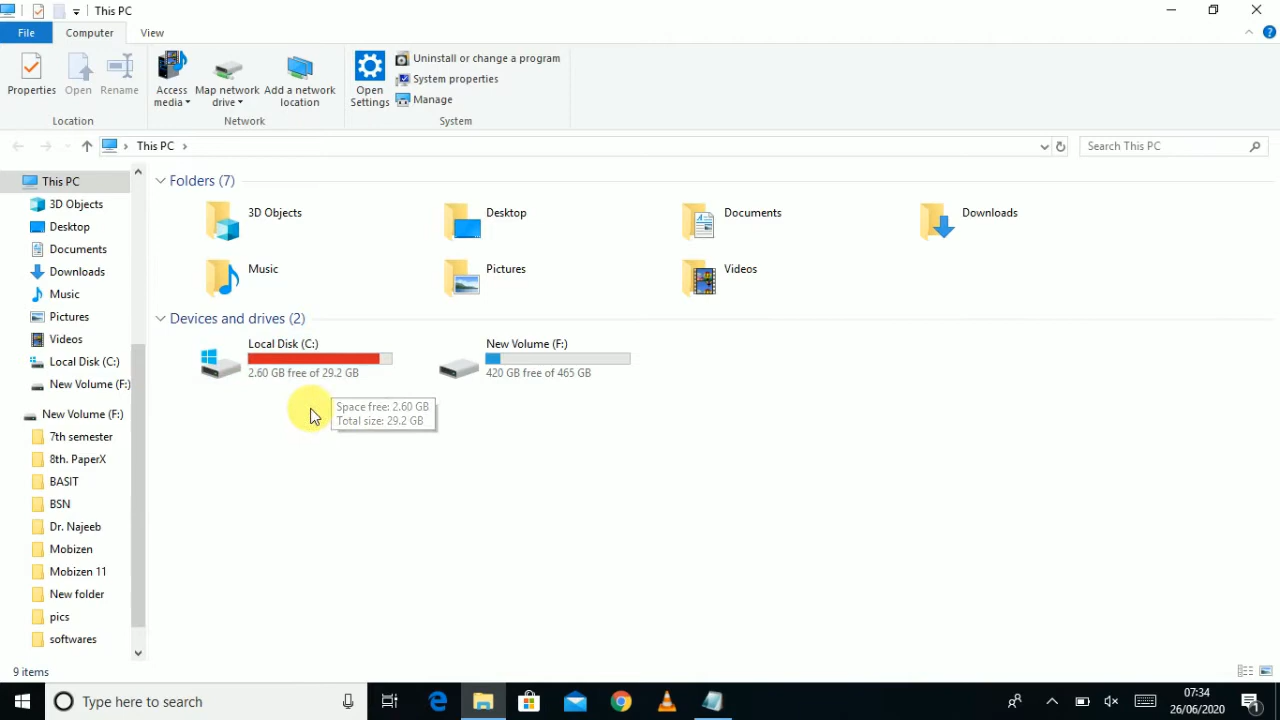 This PC
File
Computer
View
Properties
Open
Rename
Location
Access media
Map network drive
Add a network location
Network
Open Settings
Uninstall or change a program
System properties
Manage
System
This PC
Search This PC
This PC
3D Objects
Desktop
Documents
Downloads
Music
Pictures
Videos
Local Disk (C:)
New Volume (F:)
New Volume (F:)
7th semester
8th. PaperX
BASIT
BSN
Dr. Najeeb
Mobizen
Mobizen 11
New folder
pics
softwares
Folders (7)
3D Objects
Desktop
Documents
Downloads
Music
Pictures
Videos
Devices and drives (2)
Local Disk (C:)
2.60 GB free of 29.2 GB
New Volume (F:)
420 GB free of 465 GB
Space free: 2.60 GB
Total size: 29.2 GB
9 items
Type here to search
07:34
26/06/2020
1